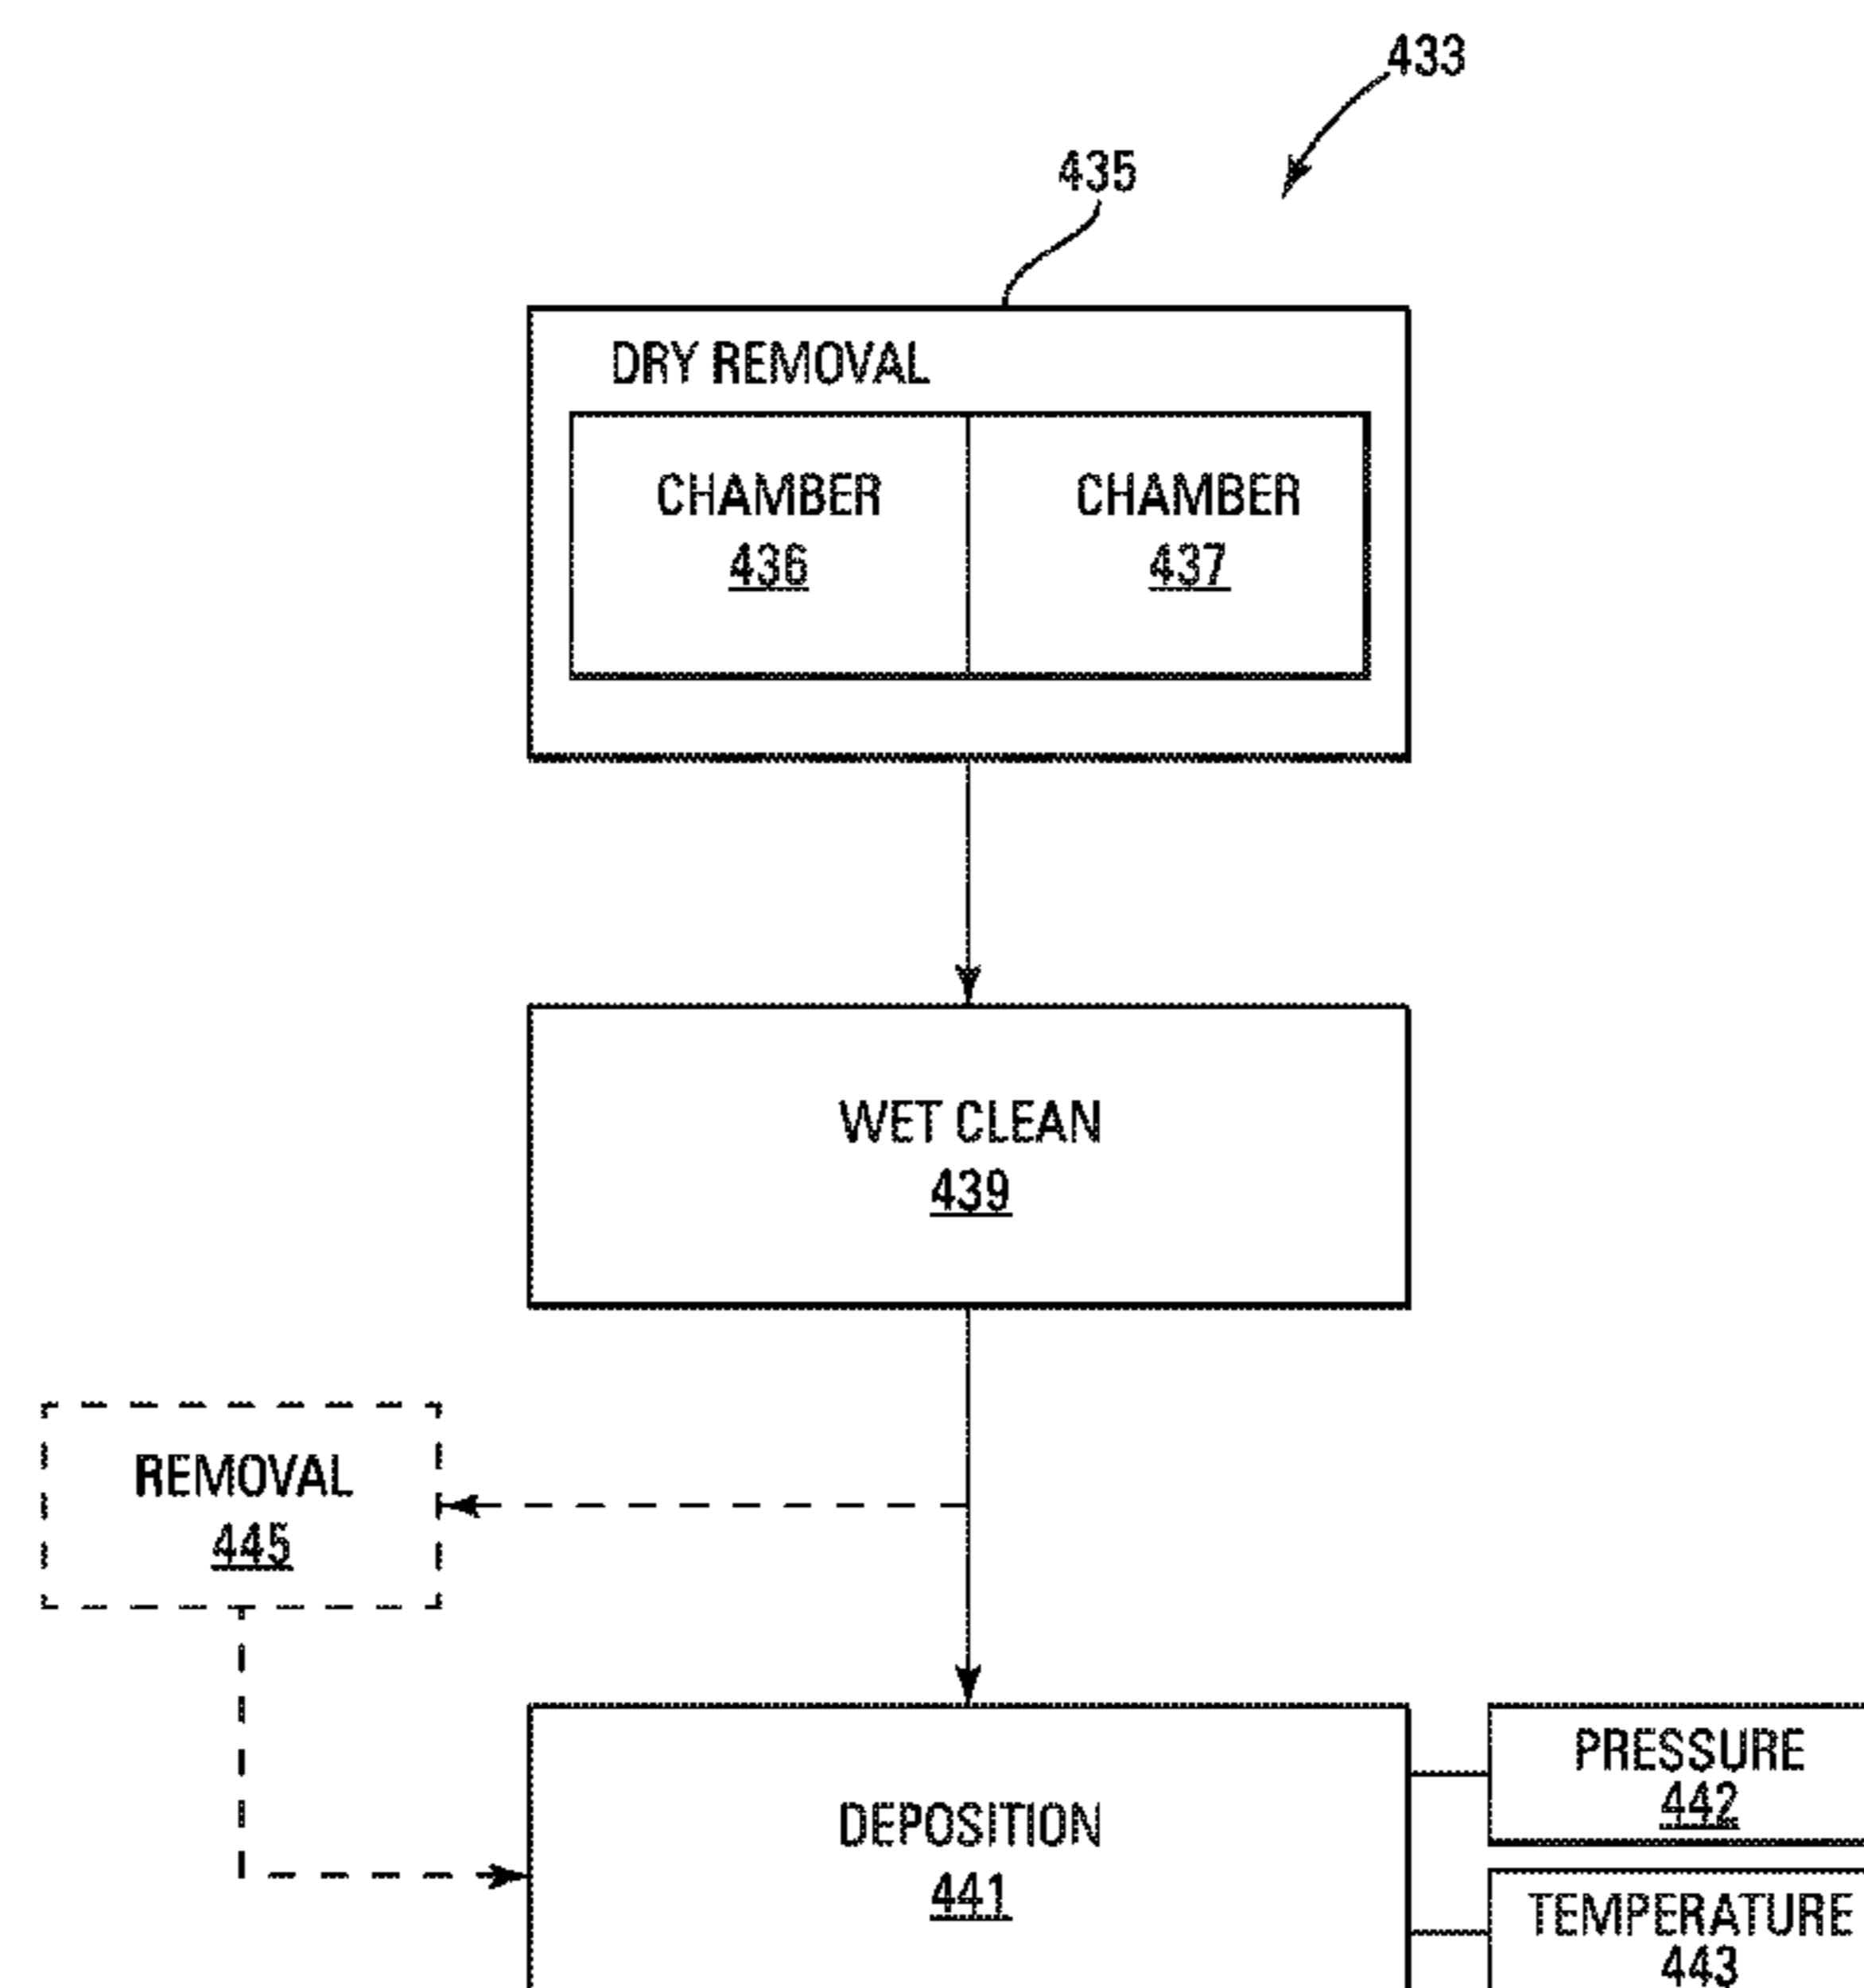 433
435
DRY REMOVAL
CHAMBER
436
CHAMBER
437
WET CLEAN
439
REMOVAL
445
DEPOSITION
441
PRESSURE
442
TEMPERATURE
443